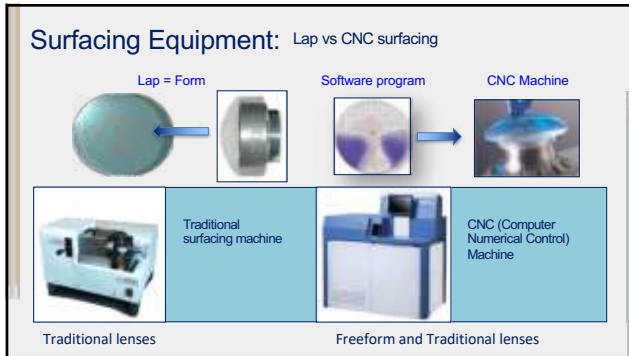 Surfacing Equipment: Lap vs CNC surfacing
Lap = Form
Software program
CNC Machine
Traditional
surfacing machine
CNC (Computer
Numerical Control)
Machine
Traditional lenses
Freeform and Traditional lenses